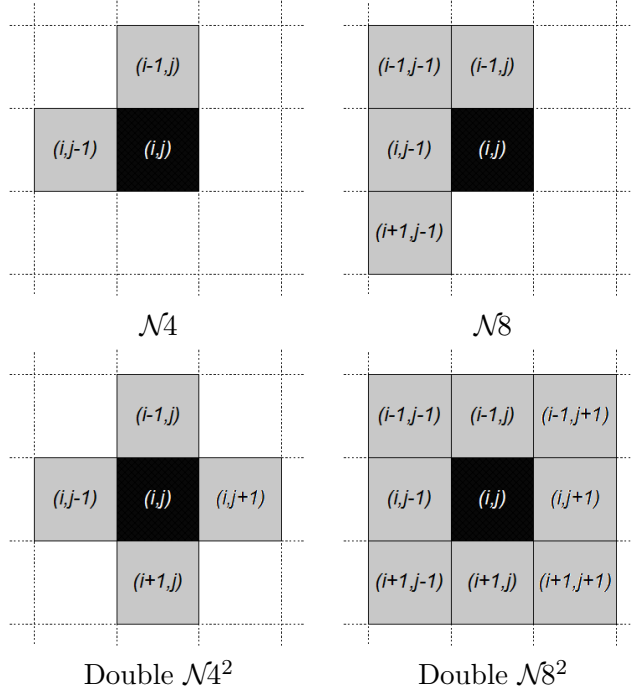 (i-1,j)
(i,j-1) (i,j)
𝒩4
(i-1,j-1) (i-1,j)
(i,j-1) (i,j)
(i+1,j-1)
𝒩8
(i-1,j)
(i,j-1) (i,j) (i,j+1)
(i+1,j)
Double 𝒩4²
(i-1,j-1) (i-1,j) (i-1,j+1)
(i,j-1) (i,j) (i,j+1)
(i+1,j-1) (i+1,j) (i+1,j+1)
Double 𝒩8²